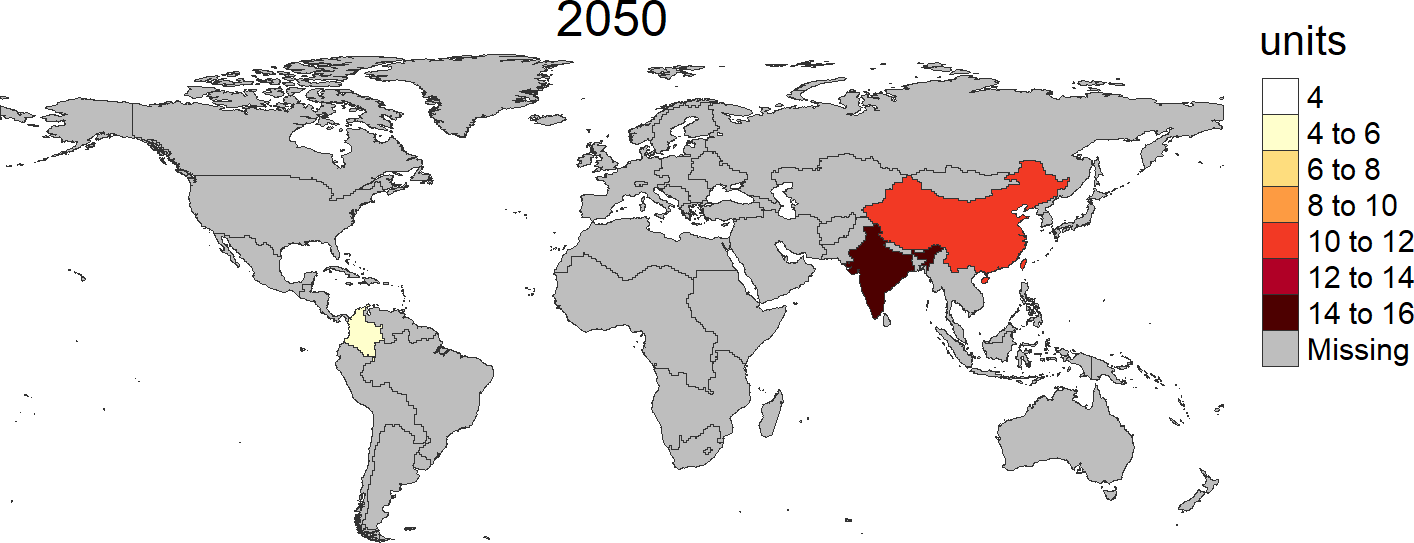 2050
units
4
4 to 6
6 to 8
8 to 10
10 to 12
12 to 14
14 to 16
Missing